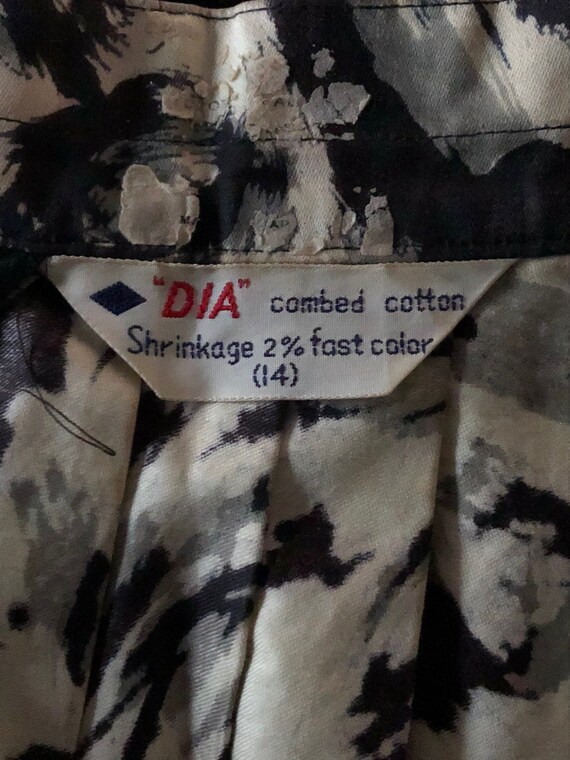 "DIA" combed cotton
Shrinkage 2% fast color
(14)